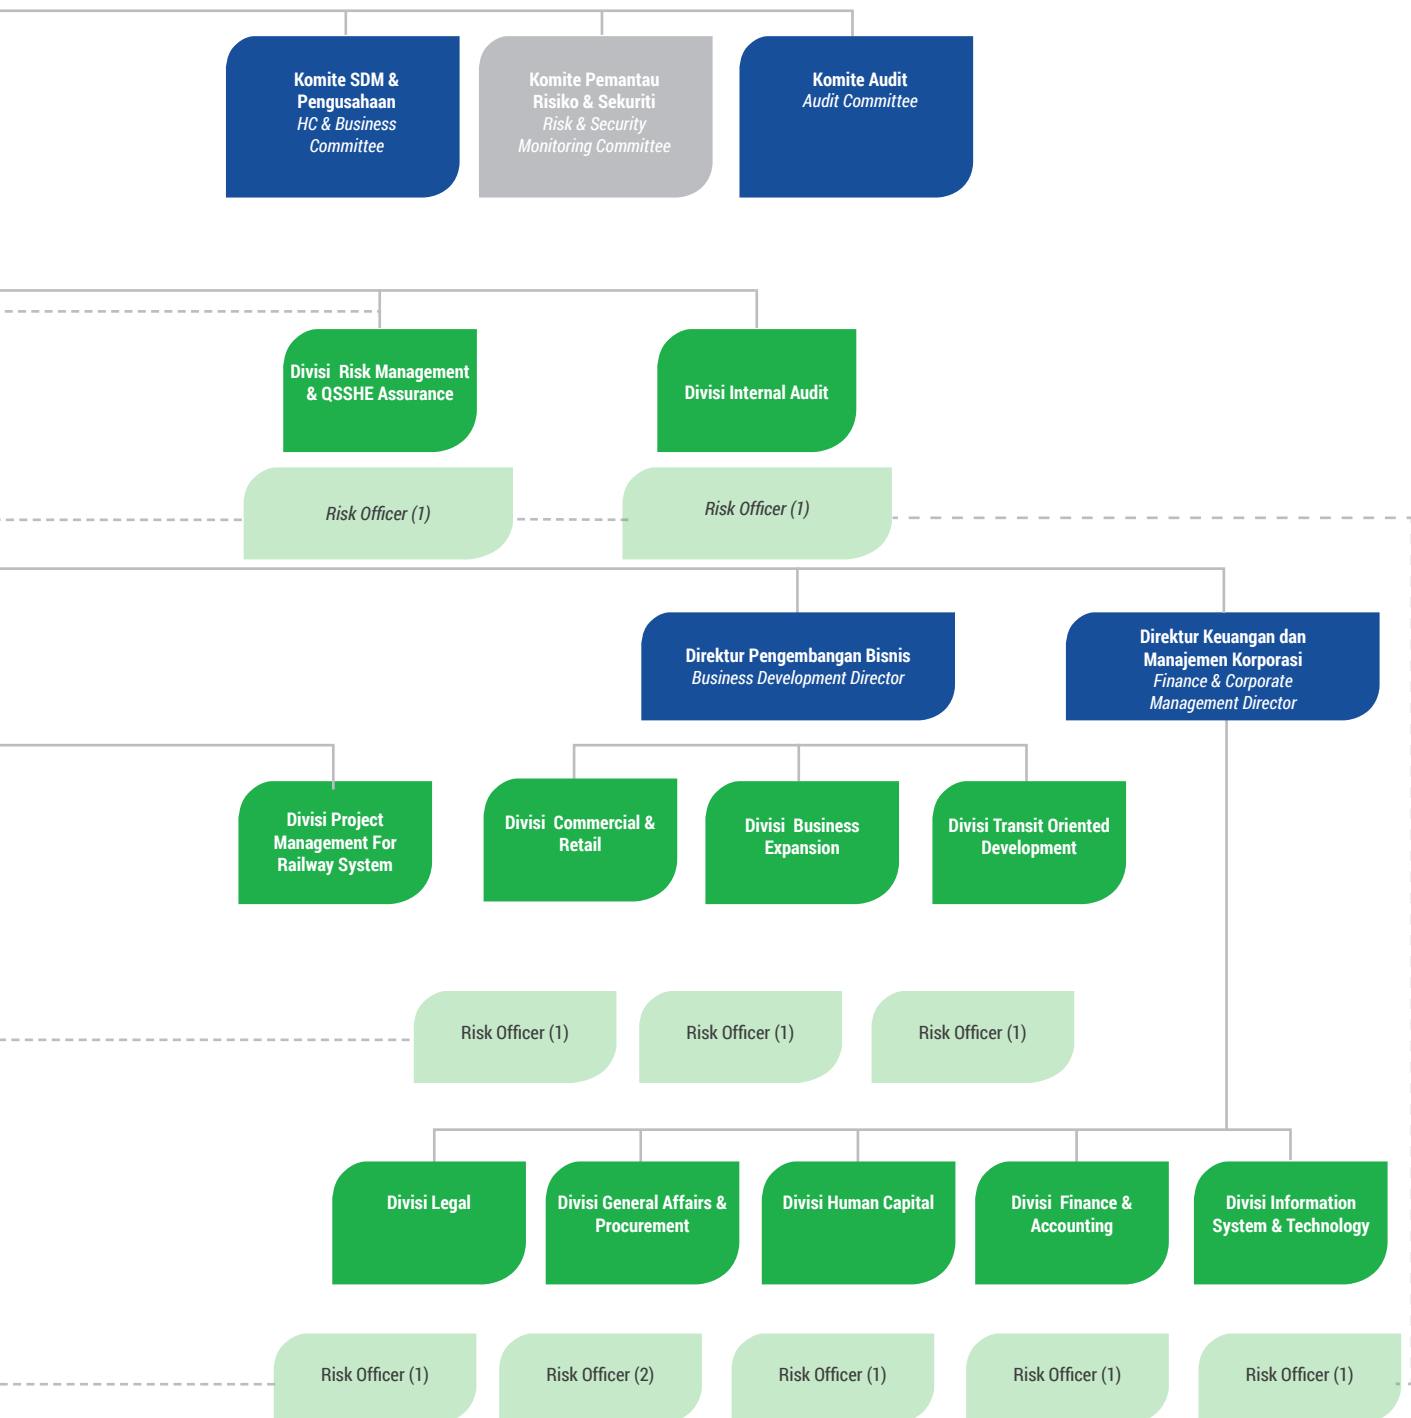 Komite SDM &
Pengusahaan
HC & Business
Committee
Komite Pemantau
Risiko & Sekuriti
Risk & Security
Monitoring Committee
Komite Audit
Audit Committee
Divisi Risk Management
& QSSHE Assurance
Divisi Internal Audit
Risk Officer (1)
Risk Officer (1)
Direktur Pengembangan Bisnis
Business Development Director
Direktur Keuangan dan
Manajemen Korporasi
Finance & Corporate
Management Director
Divisi Project
Management For
Railway System
Divisi Commercial &
Retail
Divisi Business
Expansion
Divisi Transit Oriented
Development
Risk Officer (1)
Risk Officer (1)
Risk Officer (1)
Divisi Legal
Divisi General Affairs &
Procurement
Divisi Human Capital
Divisi Finance &
Accounting
Divisi Information
System & Technology
Risk Officer (1)
Risk Officer (2)
Risk Officer (1)
Risk Officer (1)
Risk Officer (1)